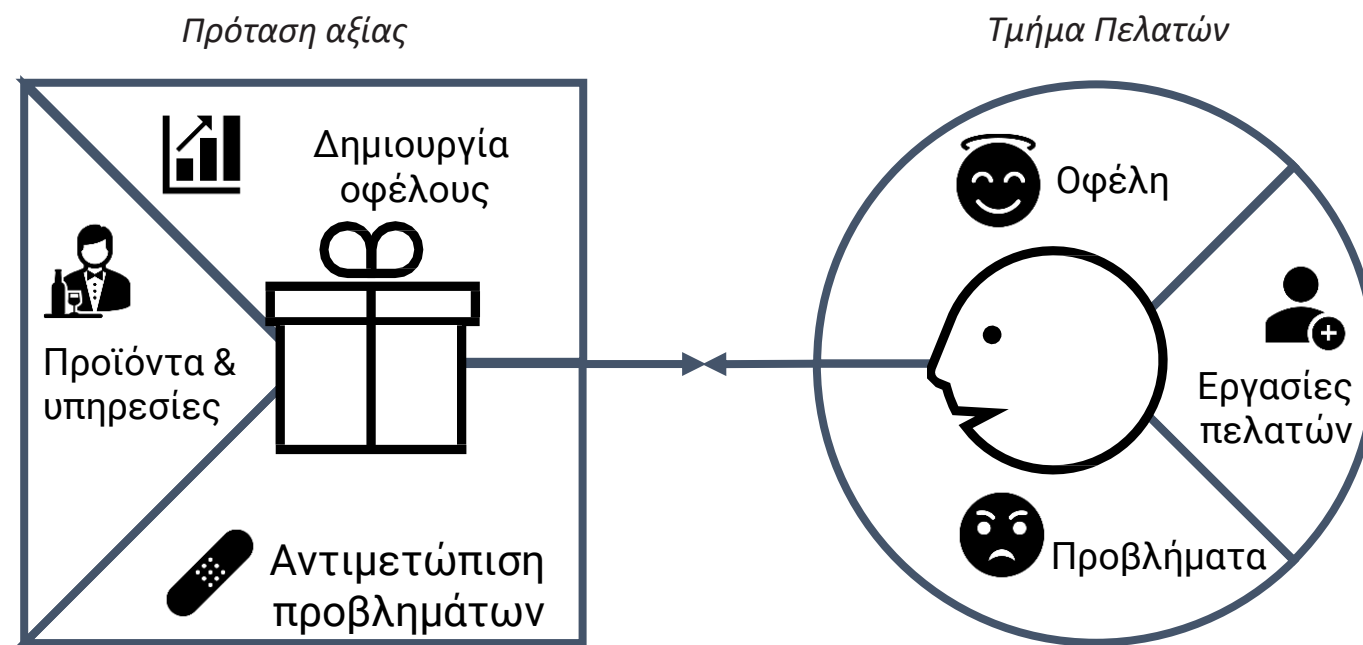 Πρόταση αξίας
Τμήμα Πελατών
Δημιουργία
οφέλους
Προϊόντα &
υπηρεσίες
Αντιμετώπιση
προβλημάτων
Οφέλη
Εργασίες
πελατών
Προβλήματα